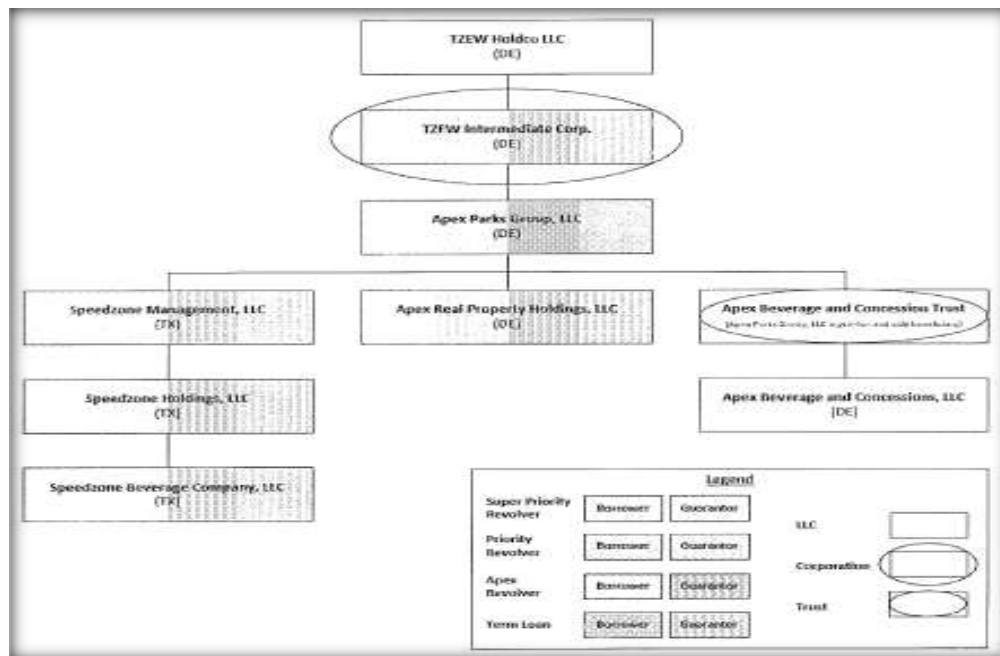 TZEW Holdco LLC
(DE)
TZEW Intermediate Corp.
(DE)
Apex Parks Group, LLC
(DE)
Speedzone Management, LLC
(TX)
Apex Real Property Holdings, LLC
(DE)
Apex Beverage and Concession Trust
Speedzone Holdings, LLC
(TX)
Apex Beverage and Concessions, LLC
(DE)
Speedzone Beverage Company, LLC
(TX)
Legend
Super Priority
Revolver
Borrower
Guarantor
LLC
Priority
Revolver
Borrower
Guarantor
Corporation
Apex
Revolver
Borrower
Guarantor
Trust
Term Loan
Borrower
Guarantor